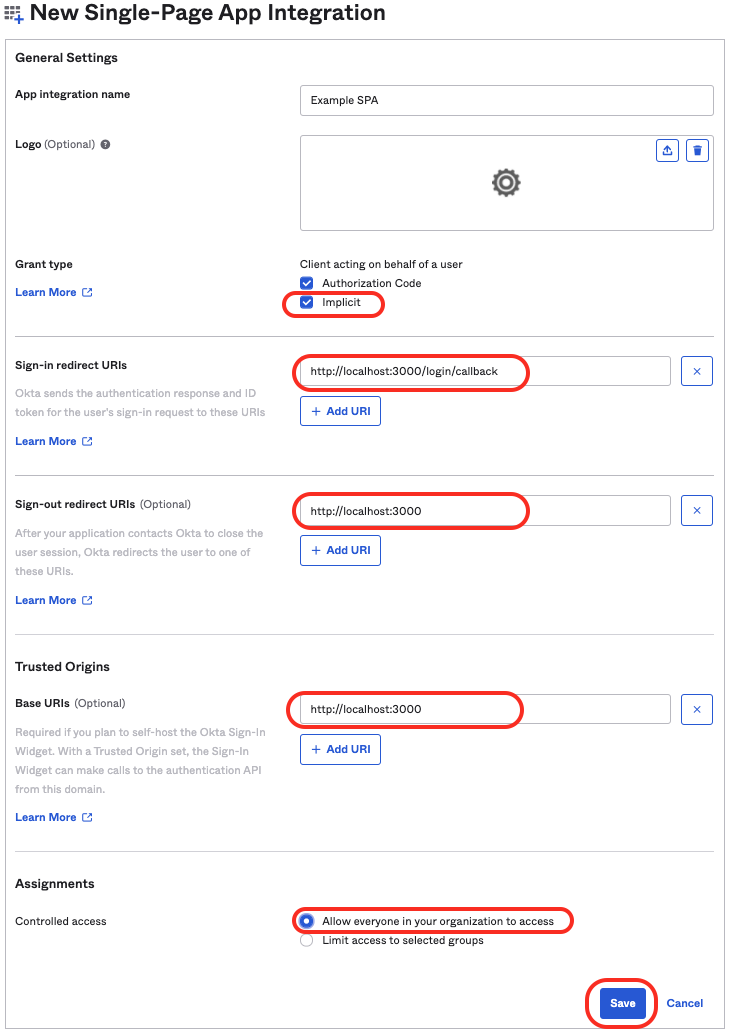 New Single-Page App Integration
General Settings
App integration name
Example SPA
Logo (Optional) ?
Grant type
Client acting on behalf of a user
Learn More
Authorization Code
Implicit
Sign-in redirect URIs
http://localhost:3000/login/callback
Okta sends the authentication response and ID
token for the user's sign-in request to these URIs
+ Add URI
Learn More
Sign-out redirect URIs (Optional)
http://localhost:3000
After your application contacts Okta to close the
user session, Okta redirects the user to one of
these URIs.
+ Add URI
Learn More
Trusted Origins
Base URIs (Optional)
http://localhost:3000
Required if you plan to self-host the Okta Sign-In
Widget. With a Trusted Origin set, the Sign-In
Widget can make calls to the authentication API
from this domain.
+ Add URI
Learn More
Assignments
Controlled access
Allow everyone in your organization to access
Limit access to selected groups
Save
Cancel